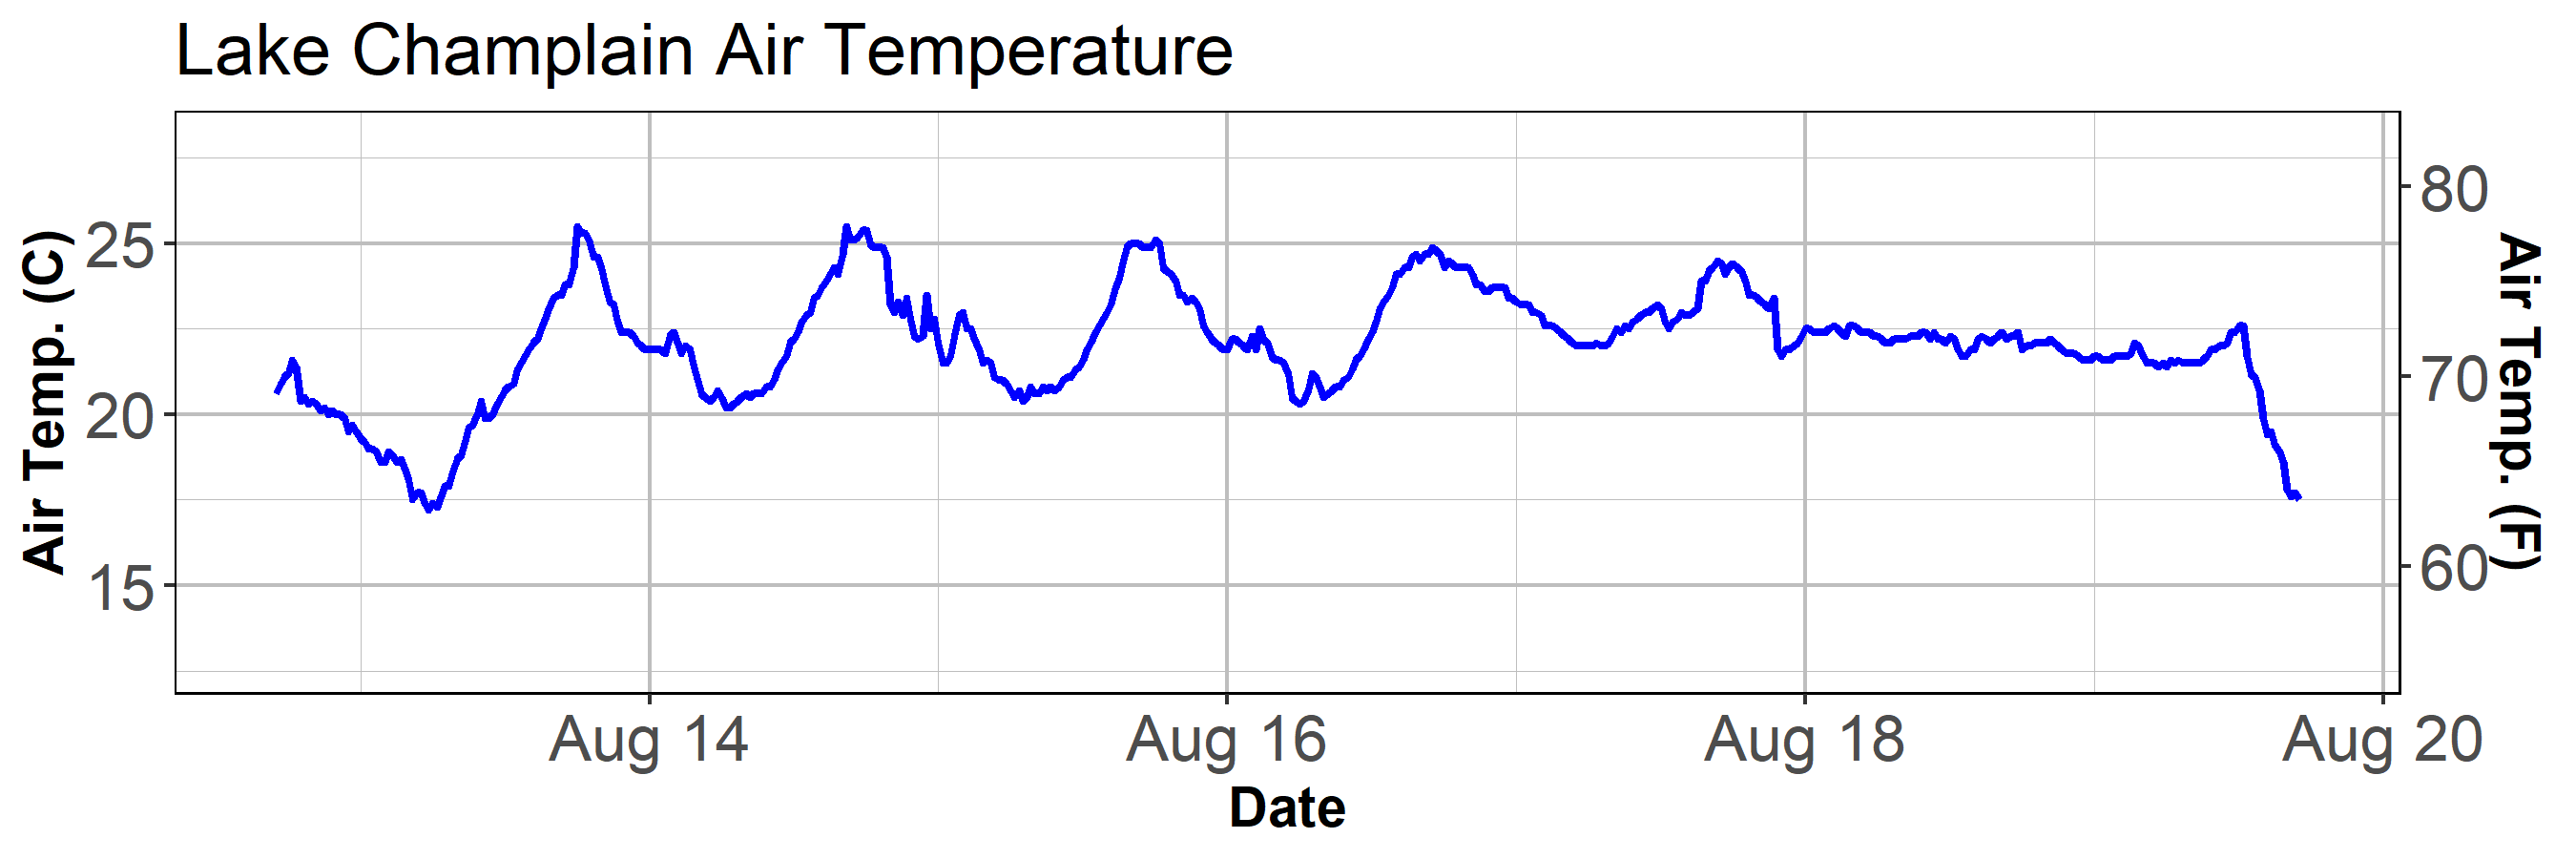 Lake Champlain Air Temperature
Air Temp. (C)
25
20
15
80
70
60
Air Temp. (F)
Aug 14
Aug 16
Aug 18
Aug 20
Date